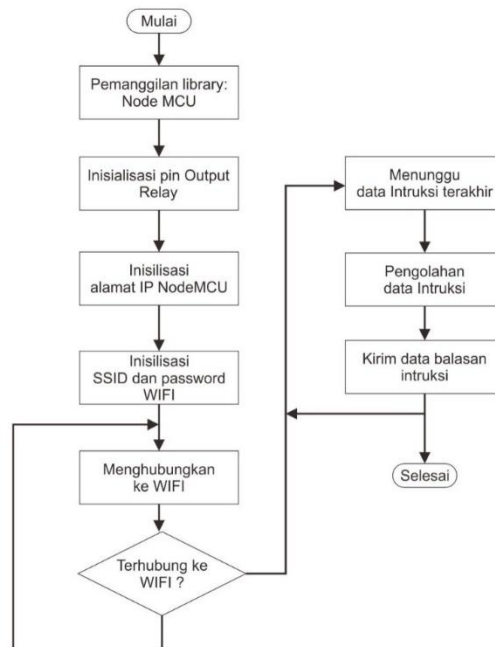 Mulai
Pemanggilan library:
Node MCU
Inisialisasi pin Output
Relay
Inisilisasi
alamat IP NodeMCU
Inisilisasi
SSID dan password
WIFI
Menghubungkan
ke WIFI
Terhubung ke
WIFI ?
Menunggu
data Intruksi terakhir
Pengolahan
data Intruksi
Kirim data balasan
intruksi
Selesai